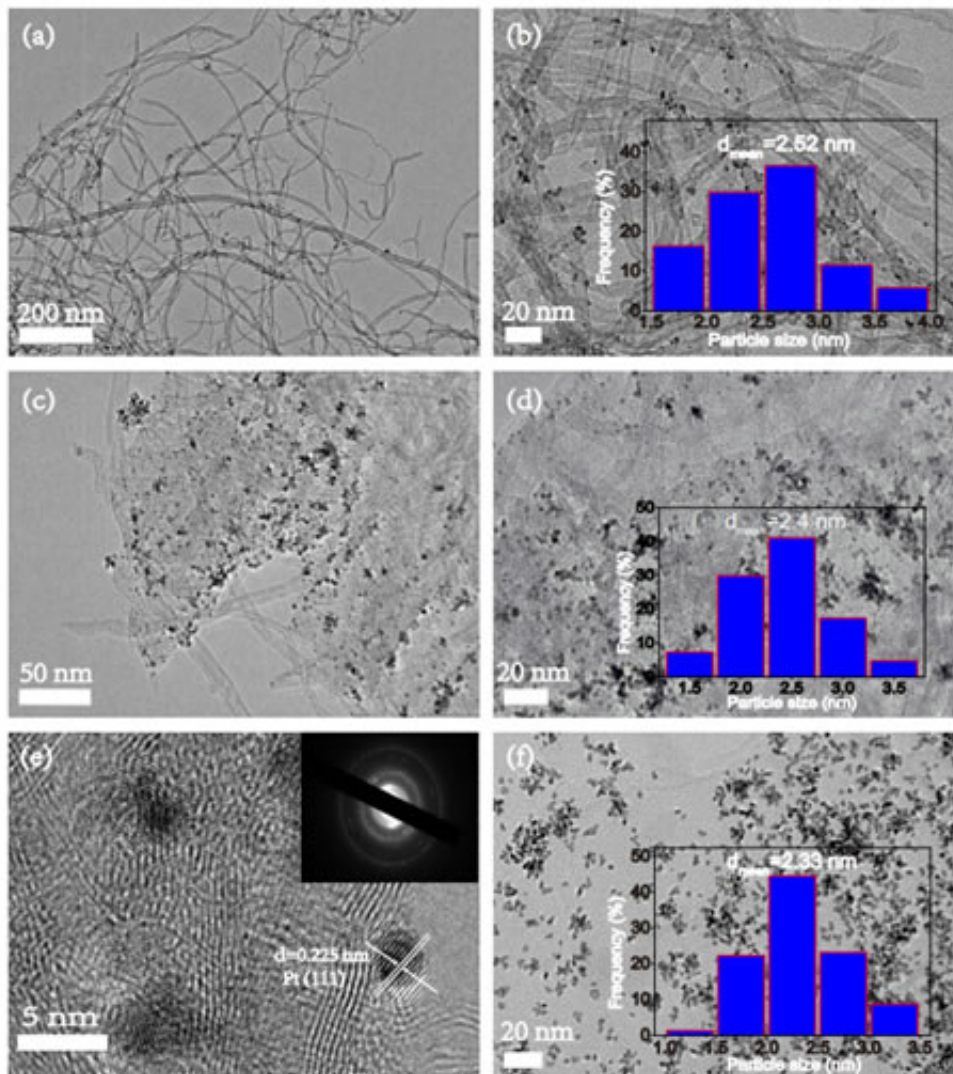 (a)
200 nm
(b)
d mean=2.52 nm
Frequency (%)
40
30
20
10
0
1.5 2.0 2.5 3.0 3.5 4.0
Particle size (nm)
20 nm
(c)
50 nm
(d)
d mean=2.4 nm
Frequency (%)
50
40
30
20
10
1.5 2.0 2.5 3.0 3.5
Particle size (nm)
20 nm
(e)
d=0.225 nm
Pt (111)
5 nm
(f)
d mean=2.33 nm
Frequency (%)
50
40
30
20
10
0
1.0 1.5 2.0 2.5 3.0 3.5
Particle size (nm)
20 nm